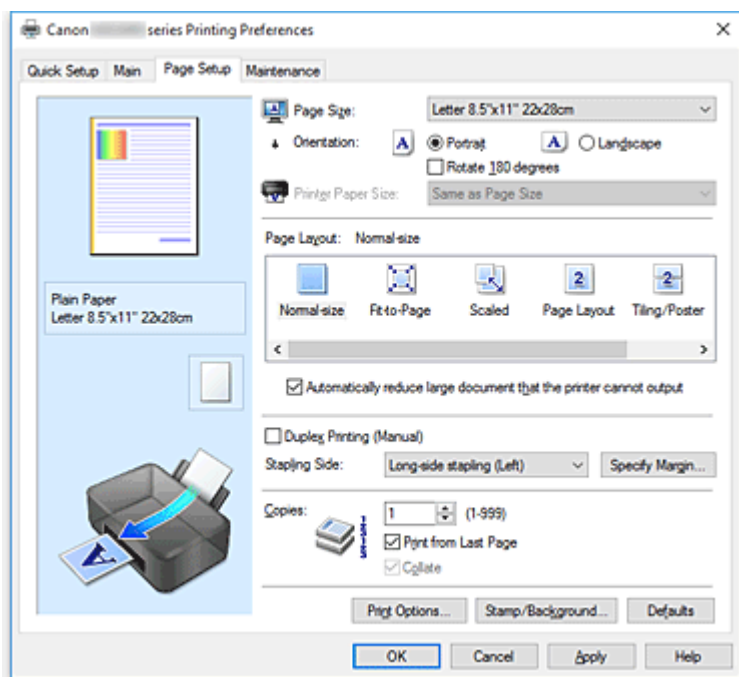 Canon series Printing Preferences
Quick Setup Main Page Setup Maintenance
Page Size: Letter 8.5"x11" 22x28cm
Orientation: A Portrait A Landscape
Rotate 180 degrees
Printer Paper Size: Same as Page Size
Page Layout: Normal-size
2 2
Normal-size Fit-to-Page Scaled Page Layout Tiling/Poster
Plain Paper
Letter 8.5"x11" 22x28cm
Automatically reduce large document that the printer cannot output
Duplex Printing (Manual)
Stapling Side: Long-side stapling (Left) Specify Margin...
Copies: 1 (1-999)
Print from Last Page
Collate
A
Print Options... Stamp/Background... Defaults
OK Cancel Apply Help